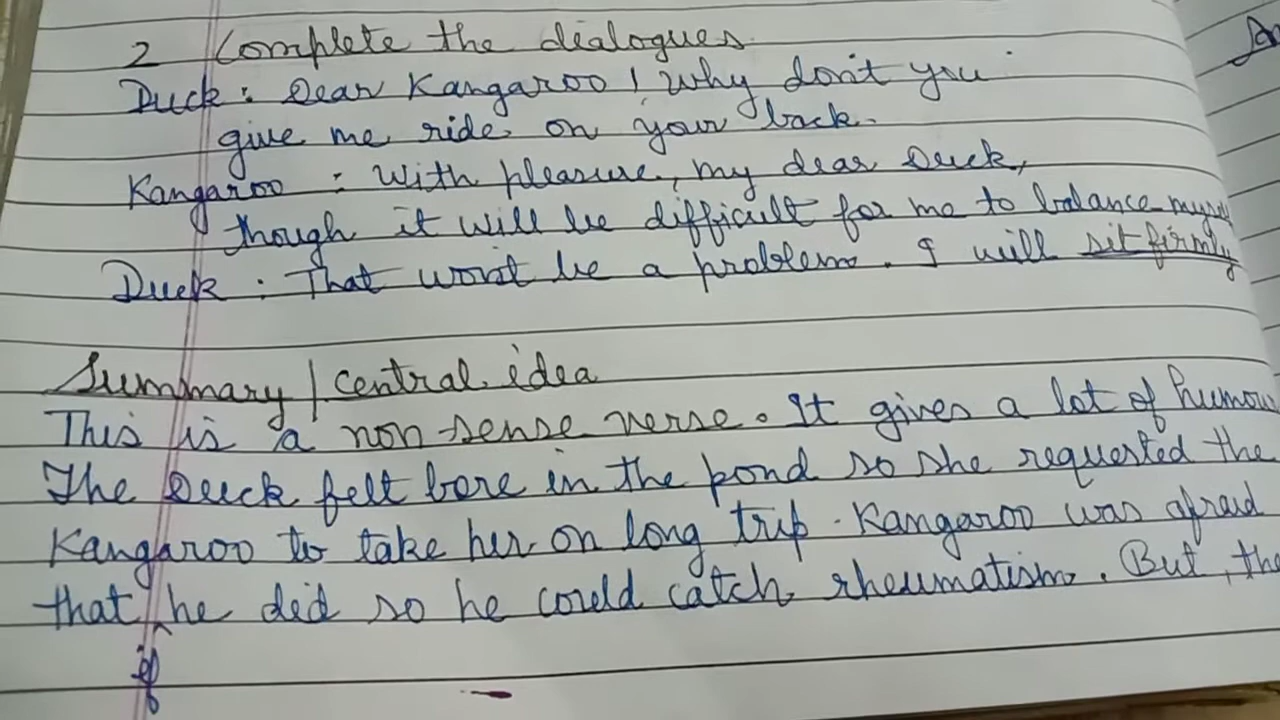 2 Complete the dialogues.
Duck : Dear Kangaroo ! Why don't you
give me ride on your back.
Kangaroo : With pleasure, my dear Duck,
though it will be difficult for me to balance
Duck : That won't be a problem. I will sit firmly
Summary / central idea
This is a non-sense verse. It gives a lot of humour
The Duck felt bore in the pond so she requested the
Kangaroo to take her on long trip. Kangaroo was afraid
that he did so he could catch rheumatism. But, the
if